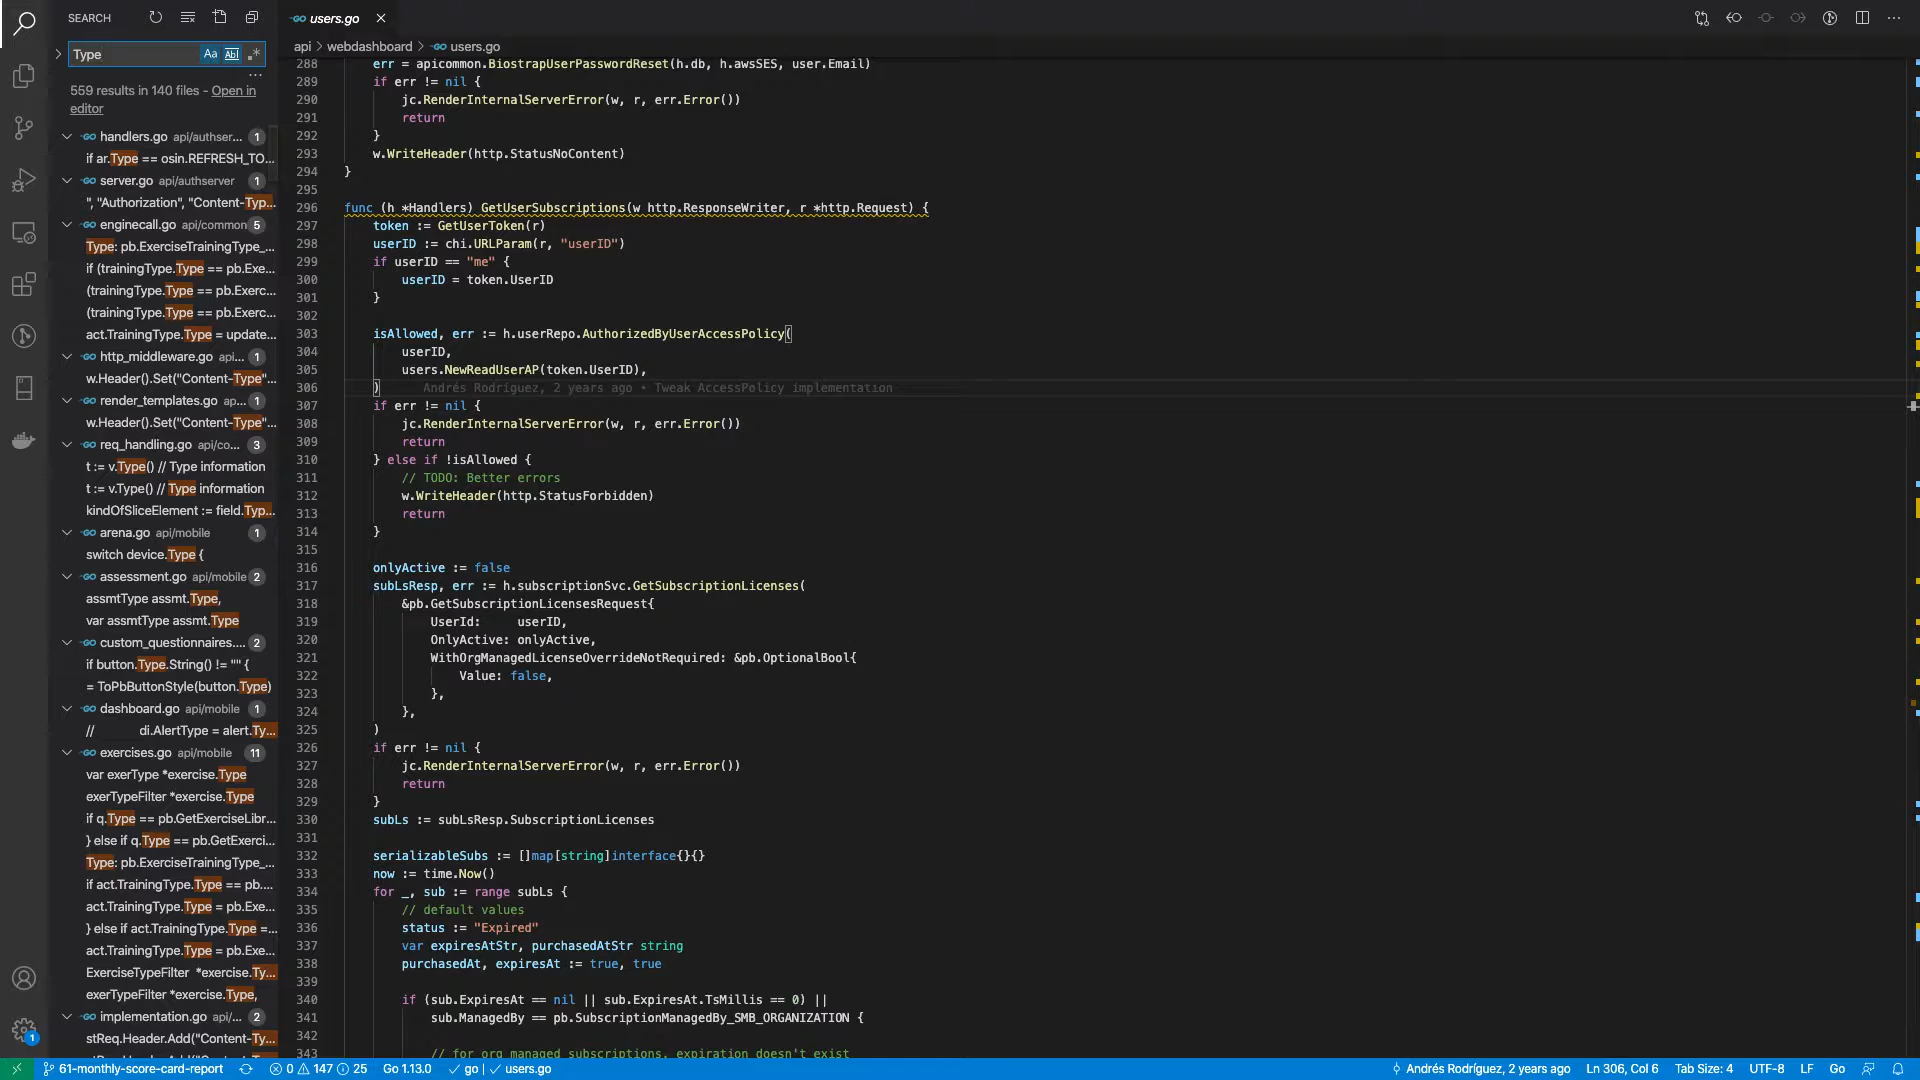 SEARCH
users.go
Type
Aa
Ab
559 results in 140 files - Open in
editor
handlers.go api/authser... 1
if ar.Type == osin.REFRESH_TO...
server.go api/authserver 1
", "Authorization", "Content-Typ...
enginecall.go api/common 5
Type: pb.ExerciseTrainingType_...
if (trainingType.Type == pb.Exe...
(trainingType.Type == pb.Exerc...
(trainingType.Type == pb.Exerc...
act.TrainingType.Type = update...
http_middleware.go api... 1
w.Header().Set("Content-Type"...
render_templates.go ap... 1
w.Header().Set("Content-Type"...
req_handling.go api/co... 3
t := v.Type() // Type information
t := v.Type() // Type information
kindOfSliceElement := field.Typ...
arena.go api/mobile 1
switch device.Type {
assessment.go api/mobile 2
assmtType assmt.Type,
var assmtType assmt.Type
custom_questionnaires.... 2
if button.Type.String() != "" {
= ToPbButtonStyle(button.Type)
dashboard.go api/mobile 1
// di.AlertType = alert.Ty...
exercises.go api/mobile 11
var exerType *exercise.Type
exerTypeFilter *exercise.Type
if q.Type == pb.GetExerciseLibr...
} else if q.Type == pb.GetExerci...
Type: pb.ExerciseTrainingType_...
if act.TrainingType.Type == pb....
act.TrainingType.Type = pb.Exe...
} else if act.TrainingType.Type =...
act.TrainingType.Type = pb.Exe...
ExerciseTypeFilter *exercise.Ty...
exerTypeFilter *exercise.Type,
implementation.go api/... 2
stReq.Header.Add("Content-Ty...
api > webdashboard > users.go
288 err = apicommon.BiostrapUserPasswordReset(h.db, h.awsSES, user.Email)
289 if err != nil {
290 jc.RenderInternalServerError(w, r, err.Error())
291 return
292 }
293 w.WriteHeader(http.StatusNoContent)
294 }
295
296 func (h *Handlers) GetUserSubscriptions(w http.ResponseWriter, r *http.Request) {
297 token := GetUserToken(r)
298 userID := chi.URLParam(r, "userID")
299 if userID == "me" {
300 userID = token.UserID
301 }
302
303 isAllowed, err := h.userRepo.AuthorizedByUserAccessPolicy(
304 userID,
305 users.NewReadUserAP(token.UserID),
306 ) Andrés Rodríguez, 2 years ago • Tweak AccessPolicy implementation
307 if err != nil {
308 jc.RenderInternalServerError(w, r, err.Error())
309 return
310 } else if !isAllowed {
311 // TODO: Better errors
312 w.WriteHeader(http.StatusForbidden)
313 return
314 }
315
316 onlyActive := false
317 subLsResp, err := h.subscriptionSvc.GetSubscriptionLicenses(
318 &pb.GetSubscriptionLicensesRequest{
319 UserId: userID,
320 OnlyActive: onlyActive,
321 WithOrgManagedLicenseOverrideNotRequired: &pb.OptionalBool{
322 Value: false,
323 },
324 },
325 )
326 if err != nil {
327 jc.RenderInternalServerError(w, r, err.Error())
328 return
329 }
330 subLs := subLsResp.SubscriptionLicenses
331
332 serializableSubs := []map[string]interface{}{}
333 now := time.Now()
334 for _, sub := range subLs {
335 // default values
336 status := "Expired"
337 var expiresAtStr, purchasedAtStr string
338 purchasedAt, expiresAt := true, true
339
340 if (sub.ExpiresAt == nil || sub.ExpiresAt.TsMillis == 0) ||
341 sub.ManagedBy == pb.SubscriptionManagedBy_SMB_ORGANIZATION {
342
343 // for org managed subscriptions, expiration doesn't exist
1
61-monthly-score-card-report 0 147 25 Go 1.13.0 go | users.go
Andrés Rodríguez, 2 years ago Ln 306, Col 6 Tab Size: 4 UTF-8 LF Go